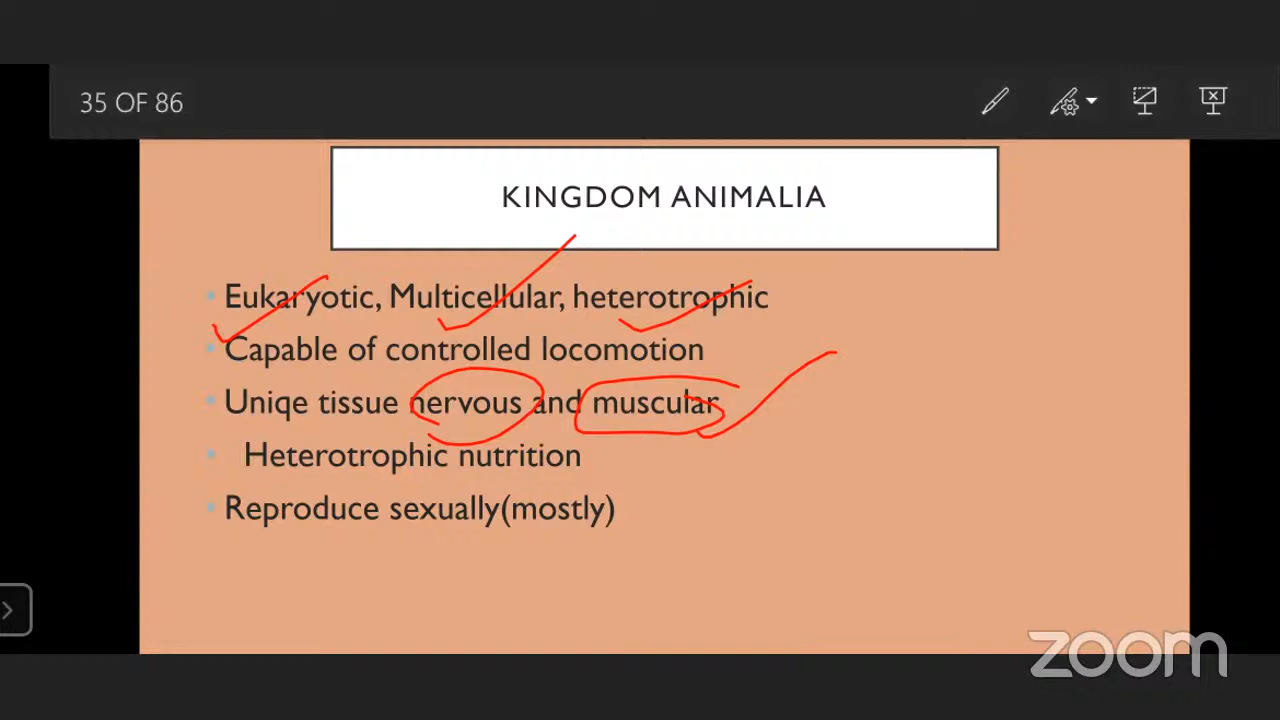 35 OF 86
KINGDOM ANIMALIA
Eukaryotic, Multicellular, heterotrophic
Capable of controlled locomotion
Uniqe tissue nervous and muscular
Heterotrophic nutrition
Reproduce sexually(mostly)
zoom